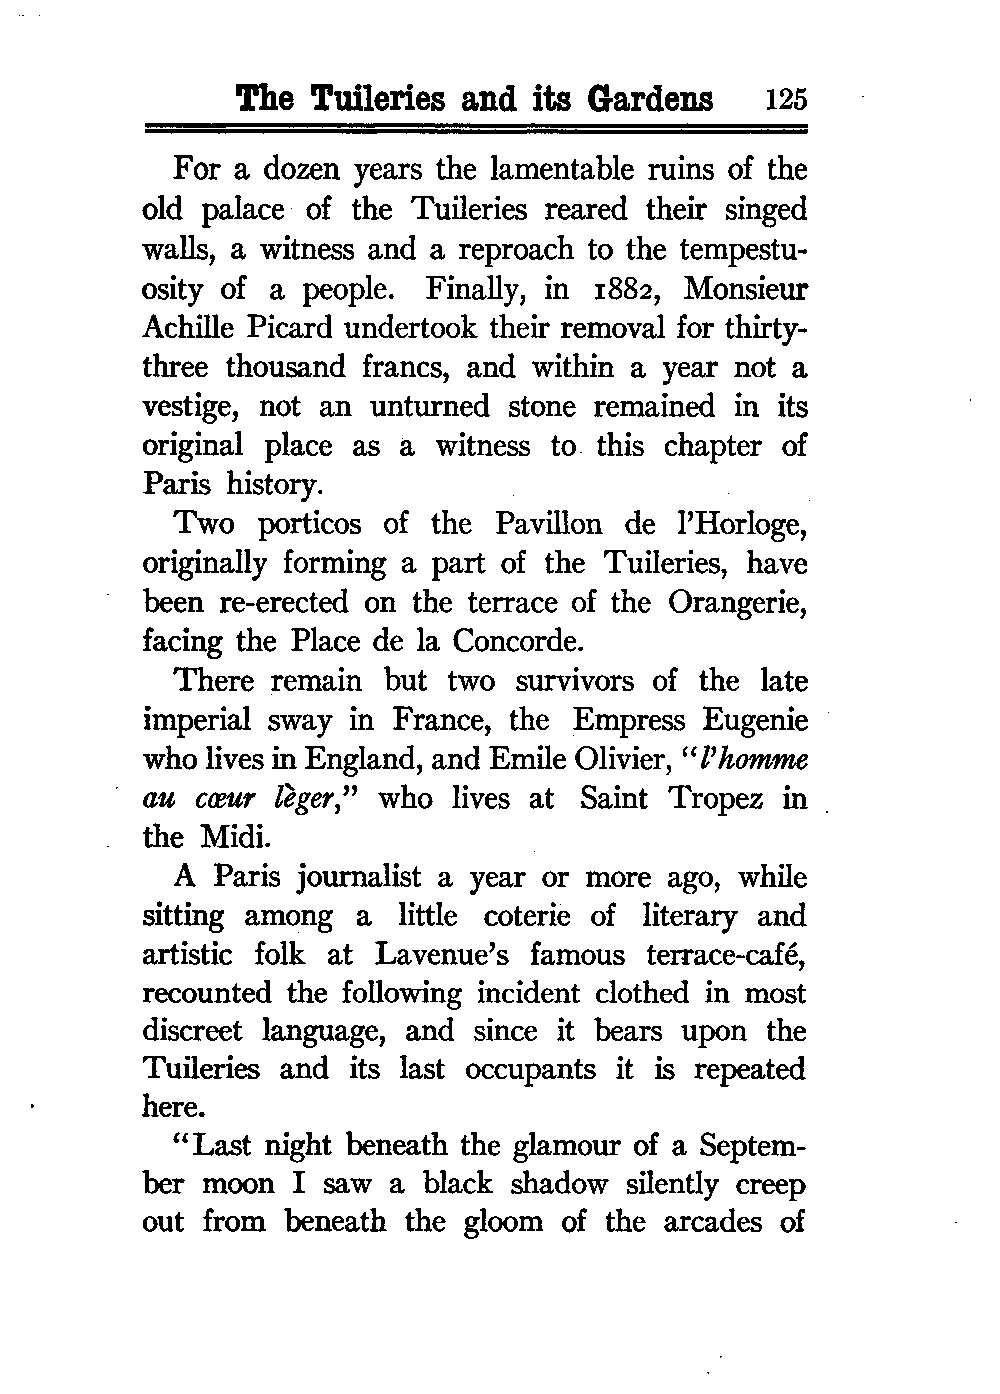 The Tuileries and its Gardens 125
For a dozen years the lamentable ruins of the
old palace of the Tuileries reared their singed
walls, a witness and a reproach to the tempestu-
osity of a people. Finally, in 1882, Monsieur
Achille Picard undertook their removal for thirty-
three thousand francs, and within a year not a
vestige, not an unturned stone remained in its
original place as a witness to this chapter of
Paris history.
Two porticos of the Pavillon de l'Horloge,
originally forming a part of the Tuileries, have
been re-erected on the terrace of the Orangerie,
facing the Place de la Concorde.
There remain but two survivors of the late
imperial sway in France, the Empress Eugenie
who lives in England, and Emile Olivier, "l'homme
au cœur lèger," who lives at Saint Tropez in
the Midi.
A Paris journalist a year or more ago, while
sitting among a little coterie of literary and
artistic folk at Lavenue's famous terrace-café,
recounted the following incident clothed in most
discreet language, and since it bears upon the
Tuileries and its last occupants it is repeated
here.
"Last night beneath the glamour of a Septem-
ber moon I saw a black shadow silently creep
out from beneath the gloom of the arcades of